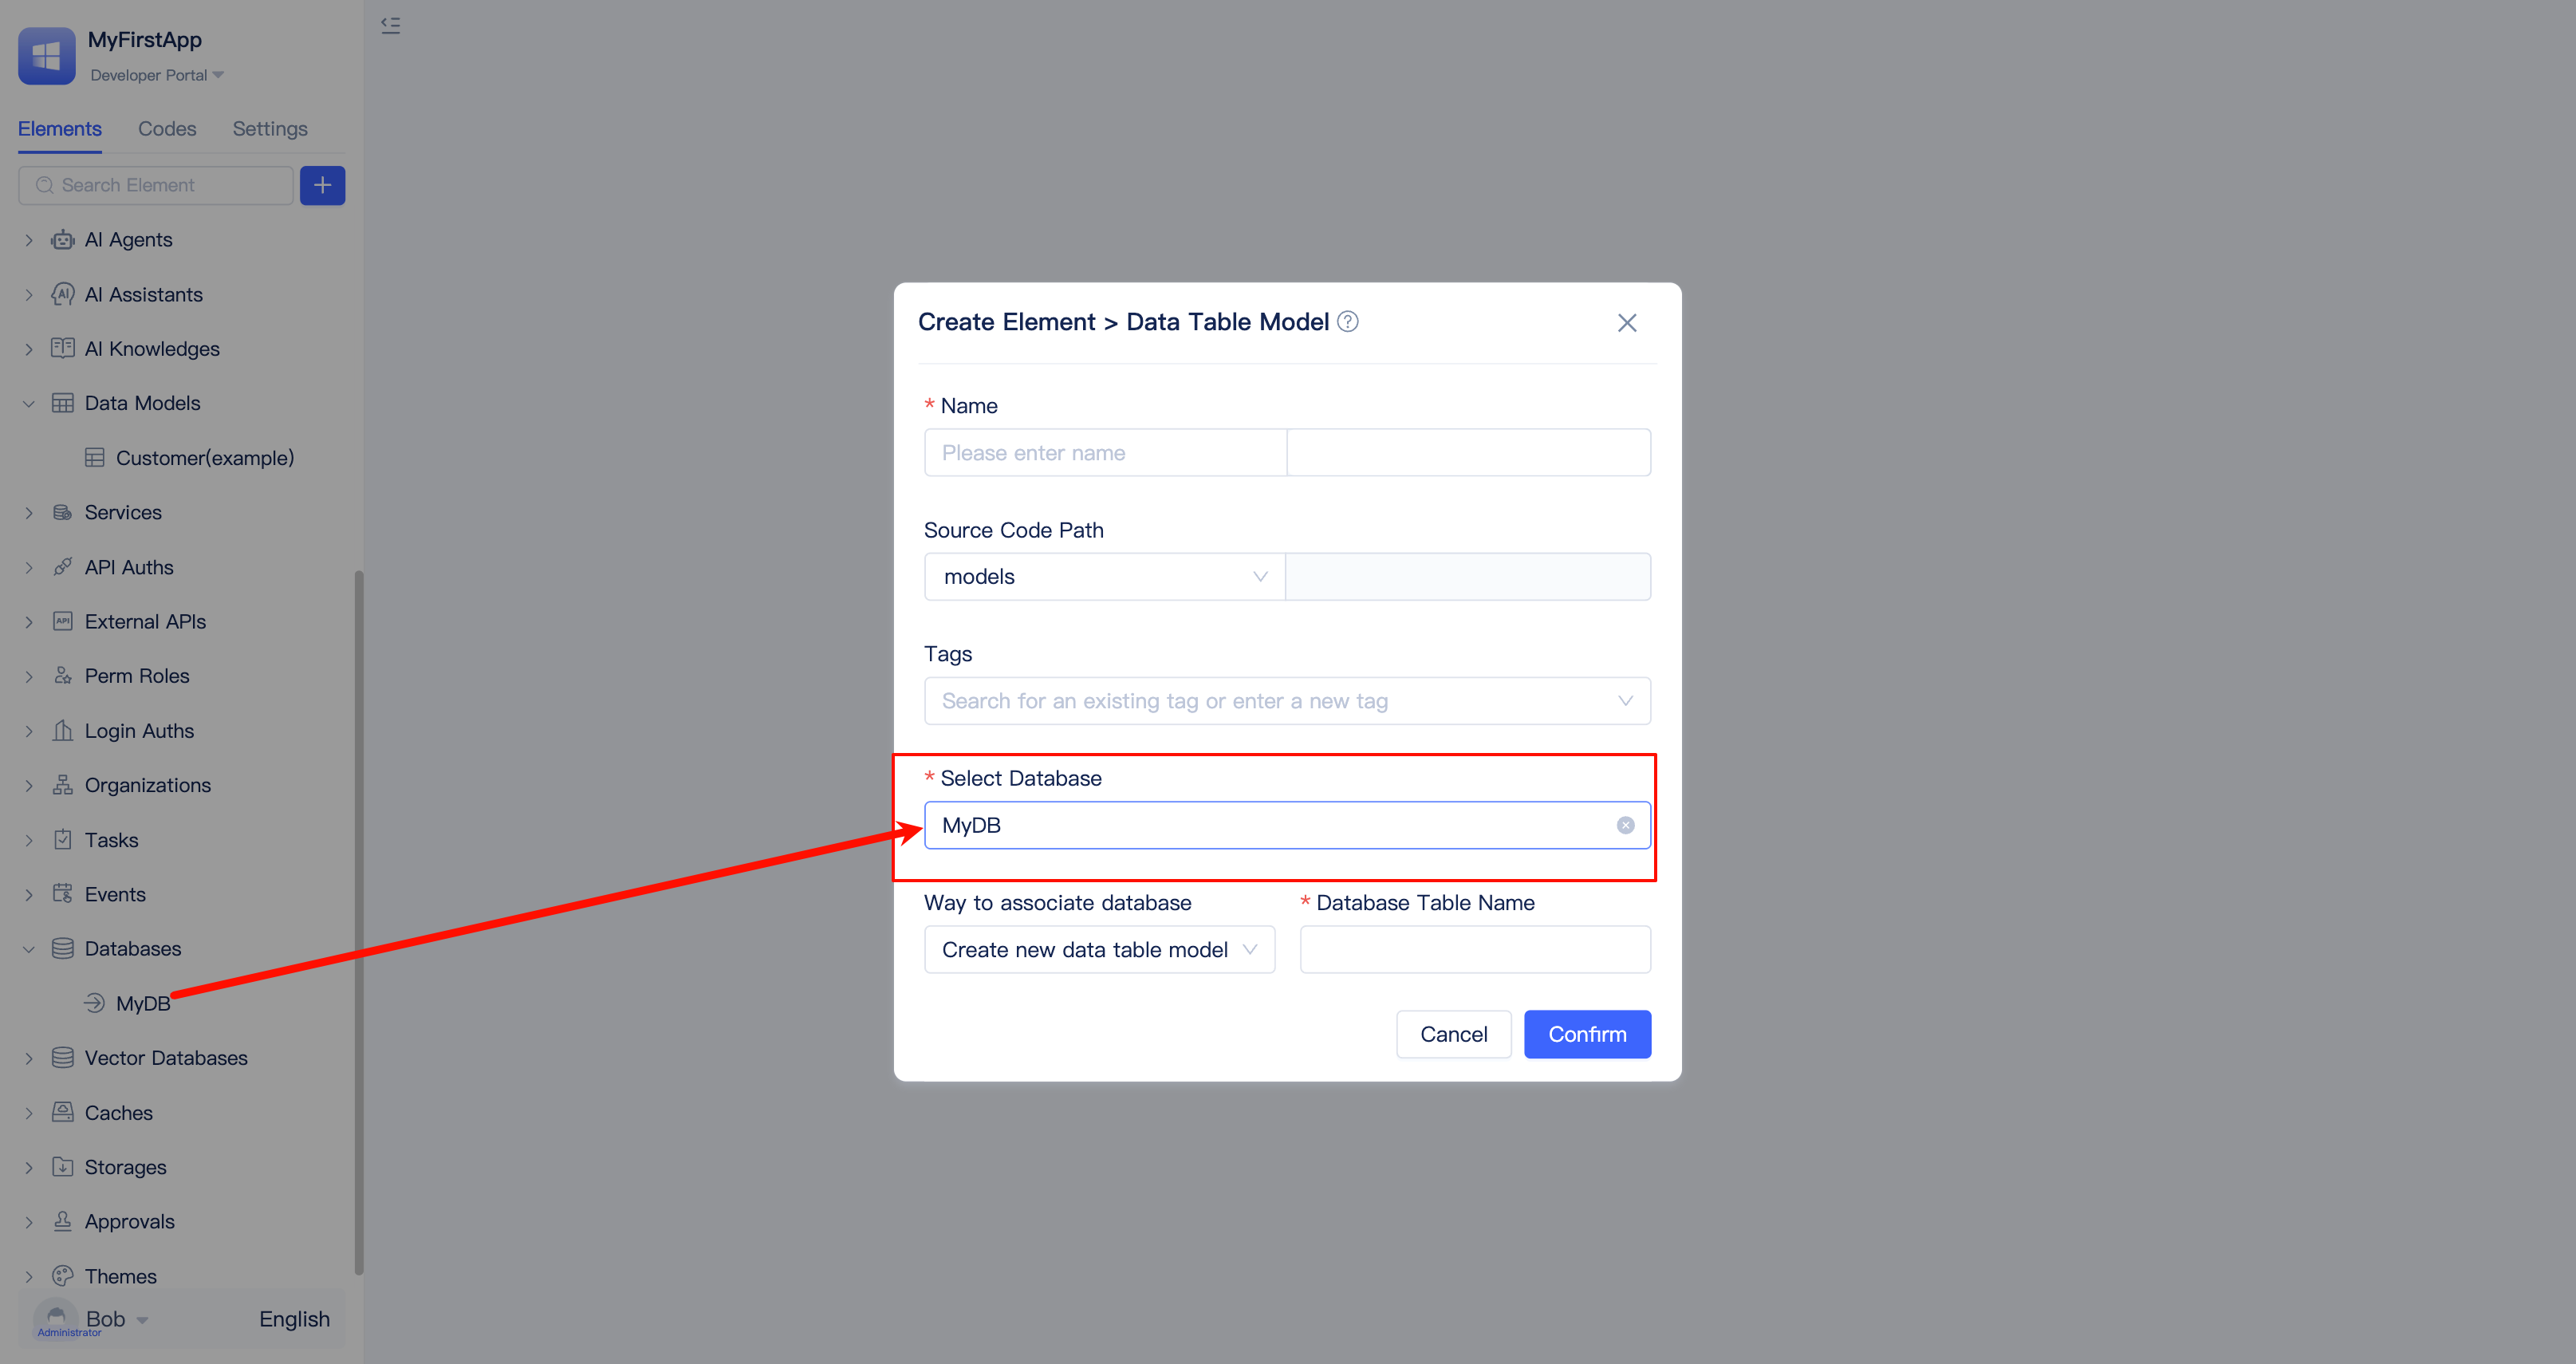 MyFirstApp
Developer Portal
Elements Codes Settings
Search Element
AI Agents
AI Assistants
AI Knowledges
Data Models
Customer(example)
Services
API Auths
External APIs
Perm Roles
Login Auths
Organizations
Tasks
Events
Databases
MyDB
Vector Databases
Caches
Storages
Approvals
Themes
Bob
Administrator
English
Create Element > Data Table Model
* Name
Please enter name
Source Code Path
models
Tags
Search for an existing tag or enter a new tag
* Select Database
MyDB
Way to associate database * Database Table Name
Create new data table model
Cancel Confirm